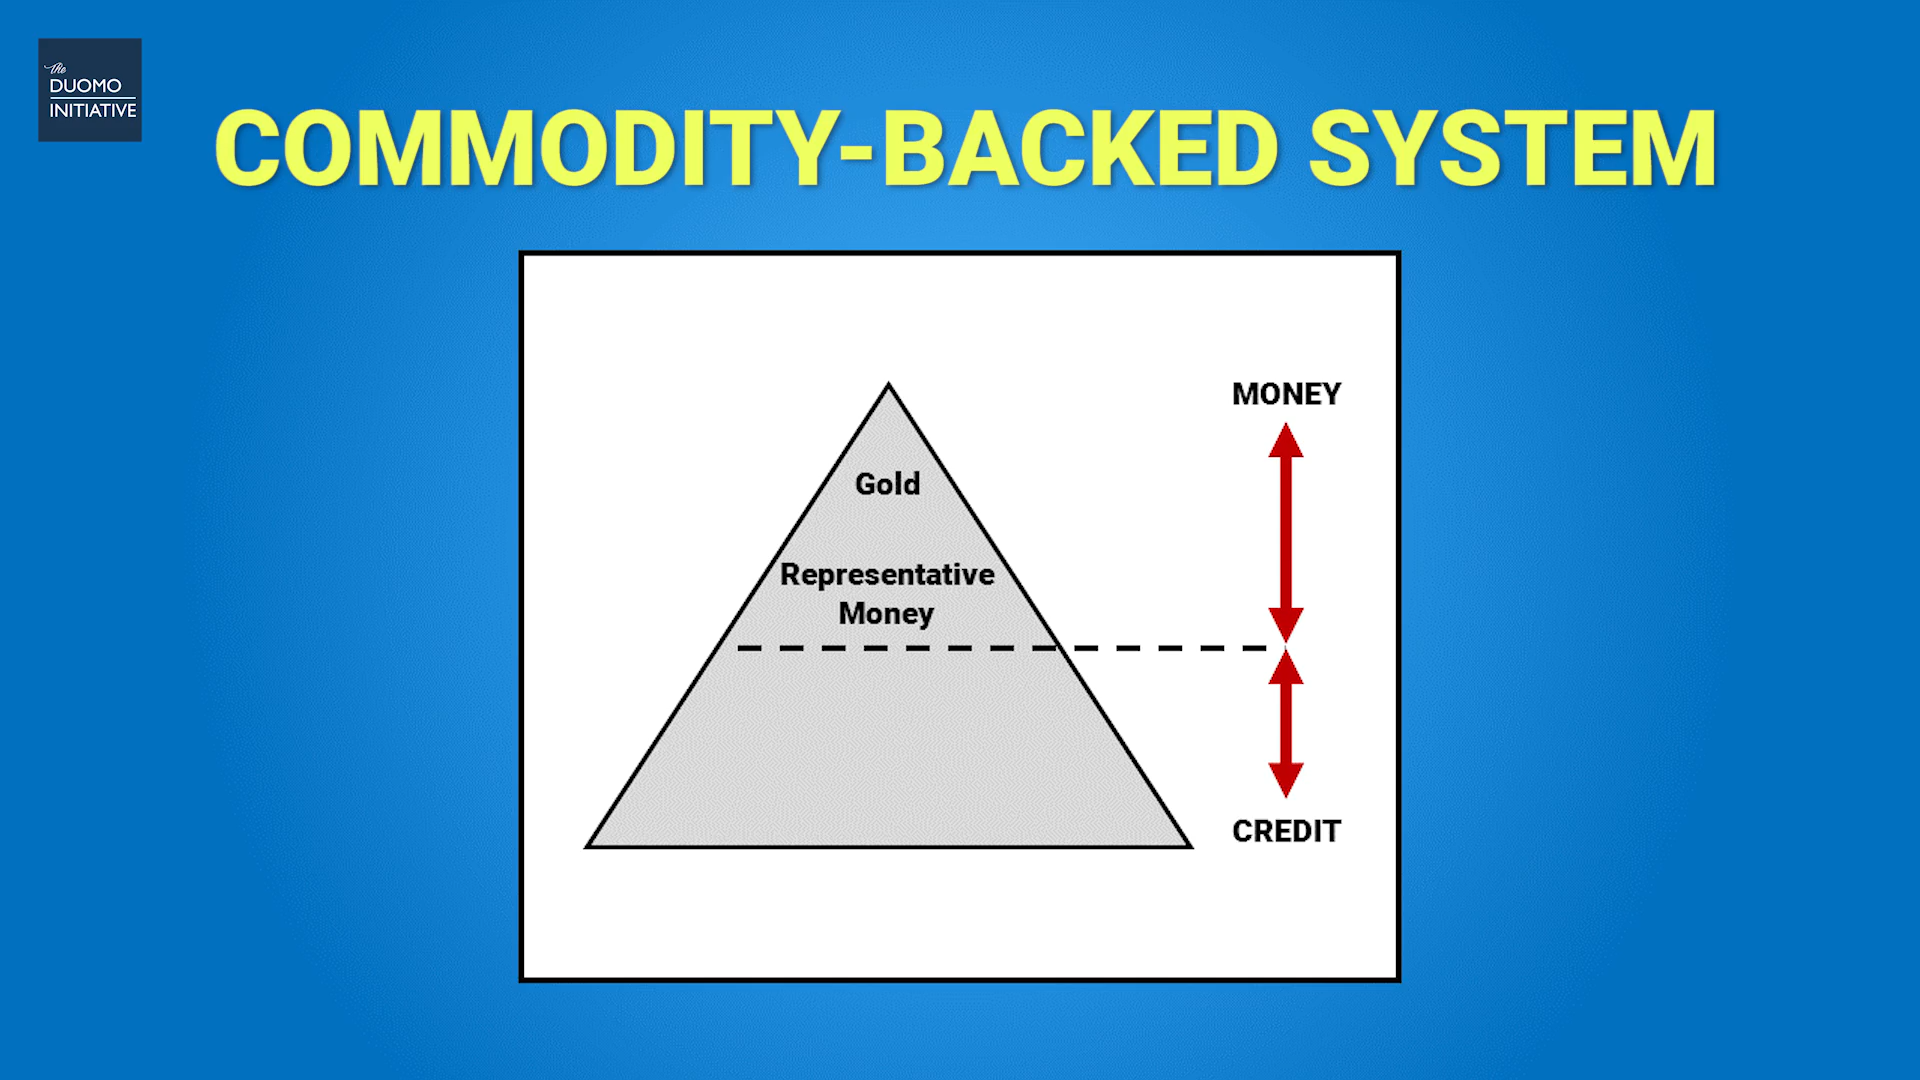 The
DUOMO
INITIATIVE
COMMODITY-BACKED SYSTEM
MONEY
Gold
Representative
Money
CREDIT